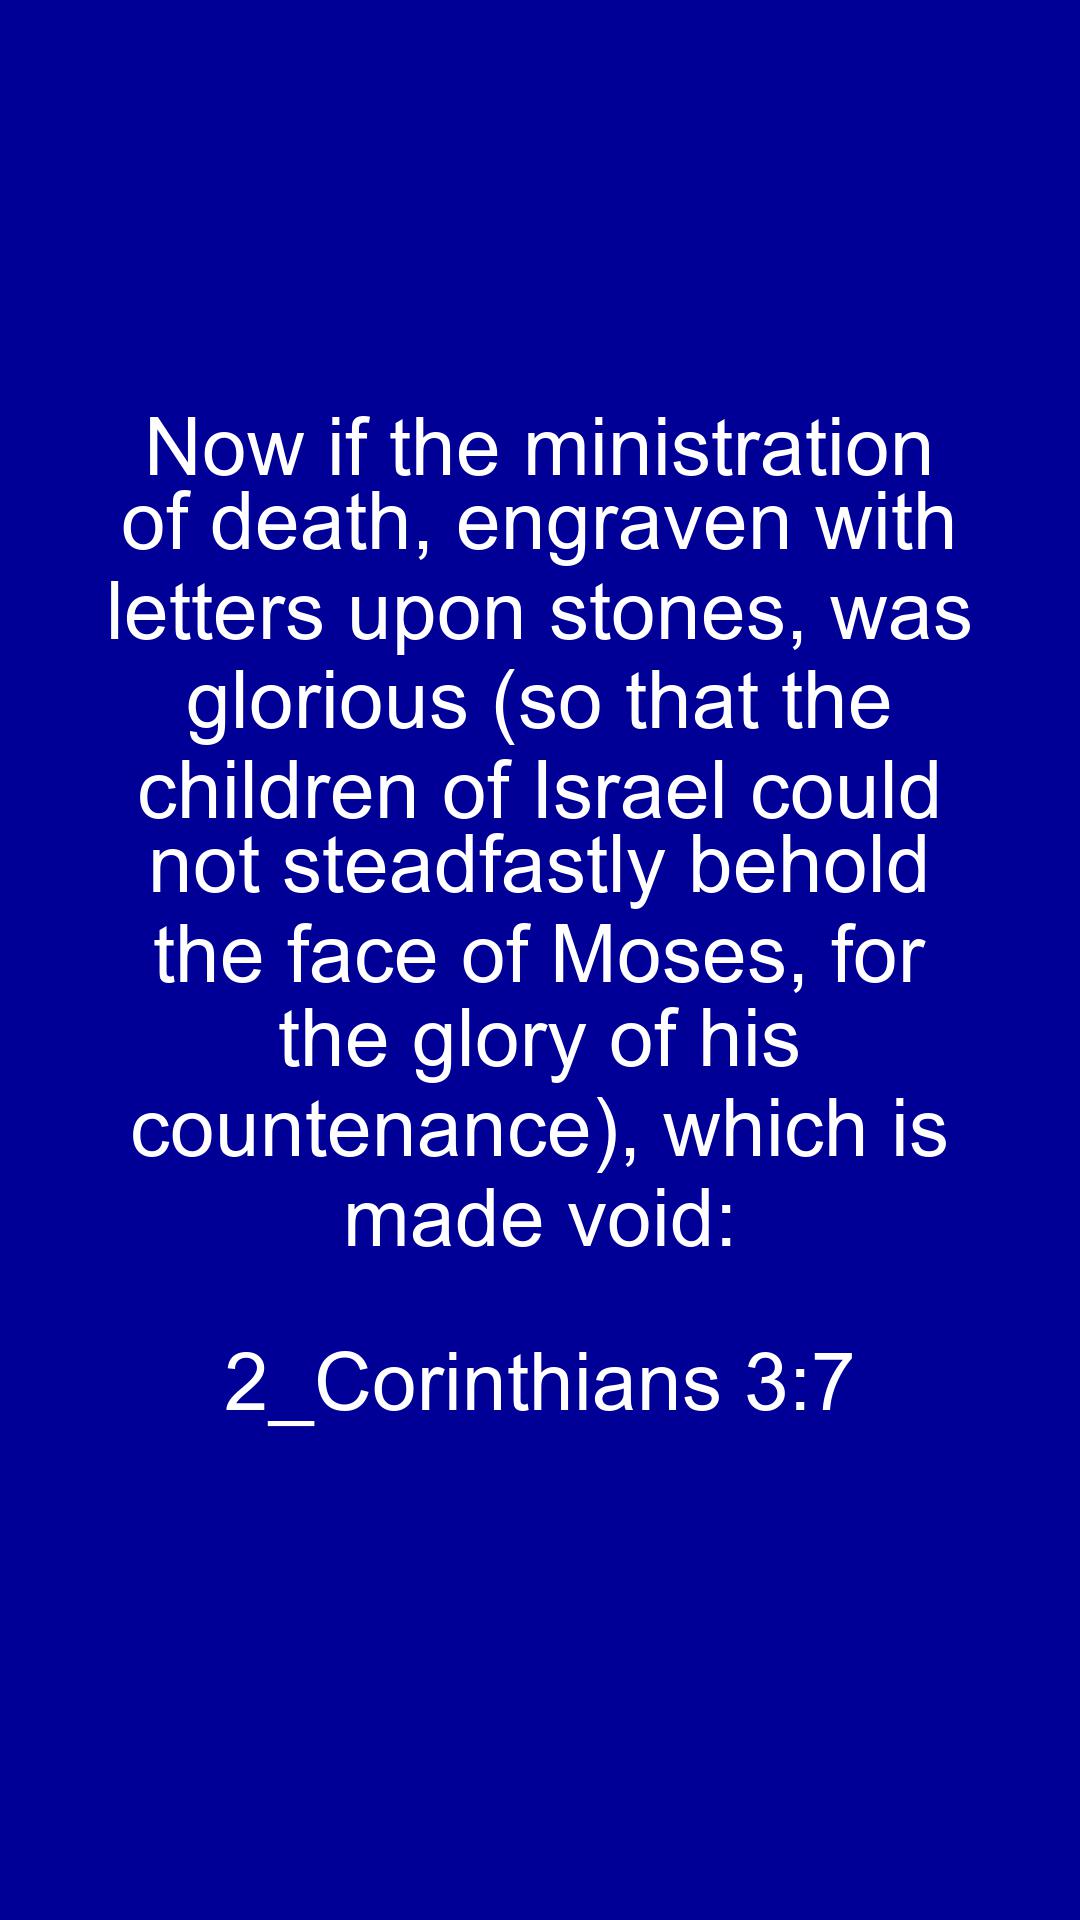 Now if the ministration
of death, engraven with
letters upon stones, was
glorious (so that the
children of Israel could
not steadfastly behold
the face of Moses, for
the glory of his
countenance), which is
made void:
2_Corinthians 3:7